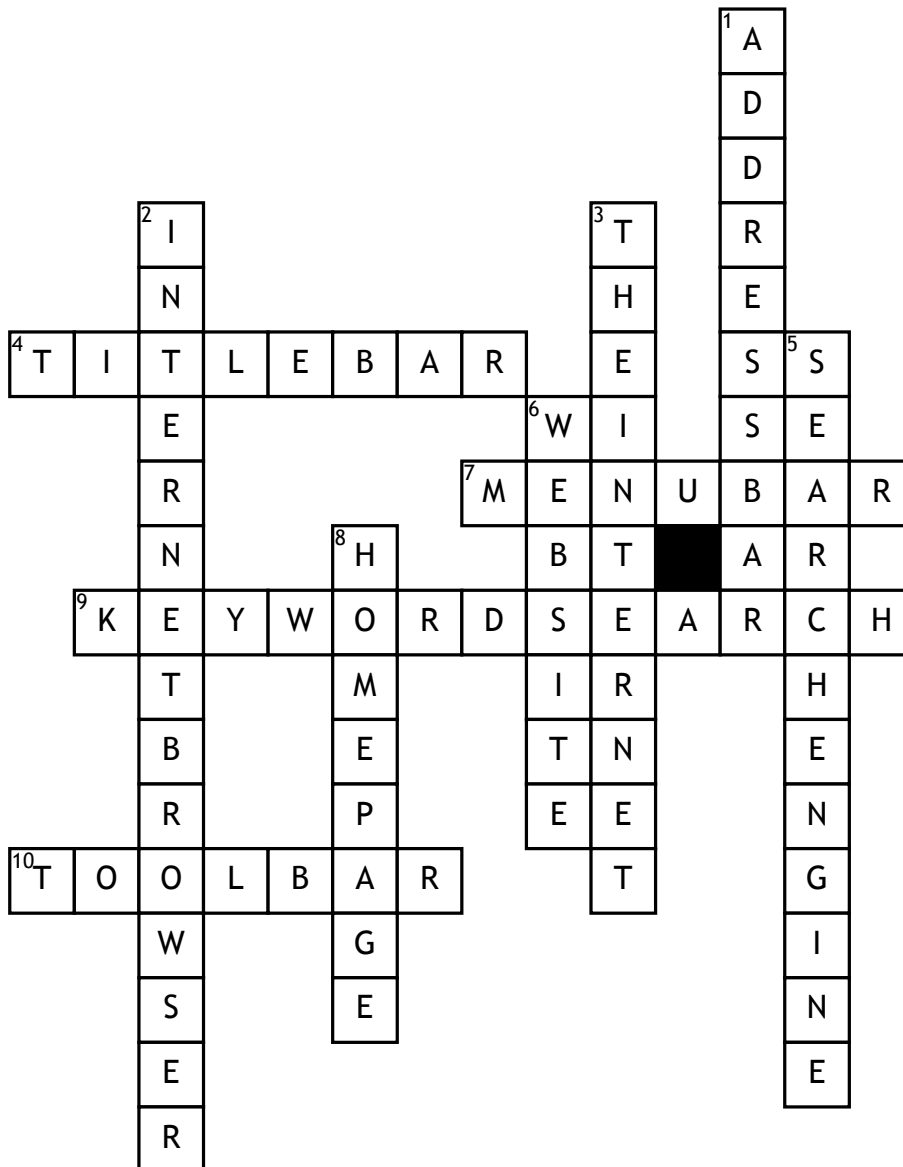 1 A
D
D
2 I 3 T R
N H E
4 T I T L E B A R E S 5 S
E 6 W I S E
R 7 M E N U B A R
N 8 H B T A R
9 K E Y W O R D S E A R C H
T M I R H
B E T N E
R P E E N
10 T O O L B A R T G
W G I
S E N
E E
R